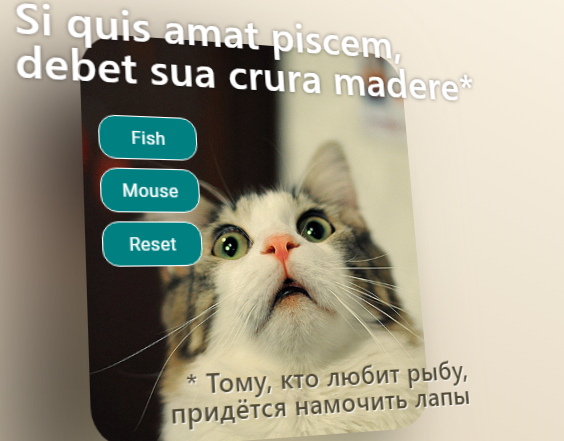 Si quis amat piscem,
debet sua crura madere*
Fish
Mouse
Reset
* Тому, кто любит рыбу,
придётся намочить лапы